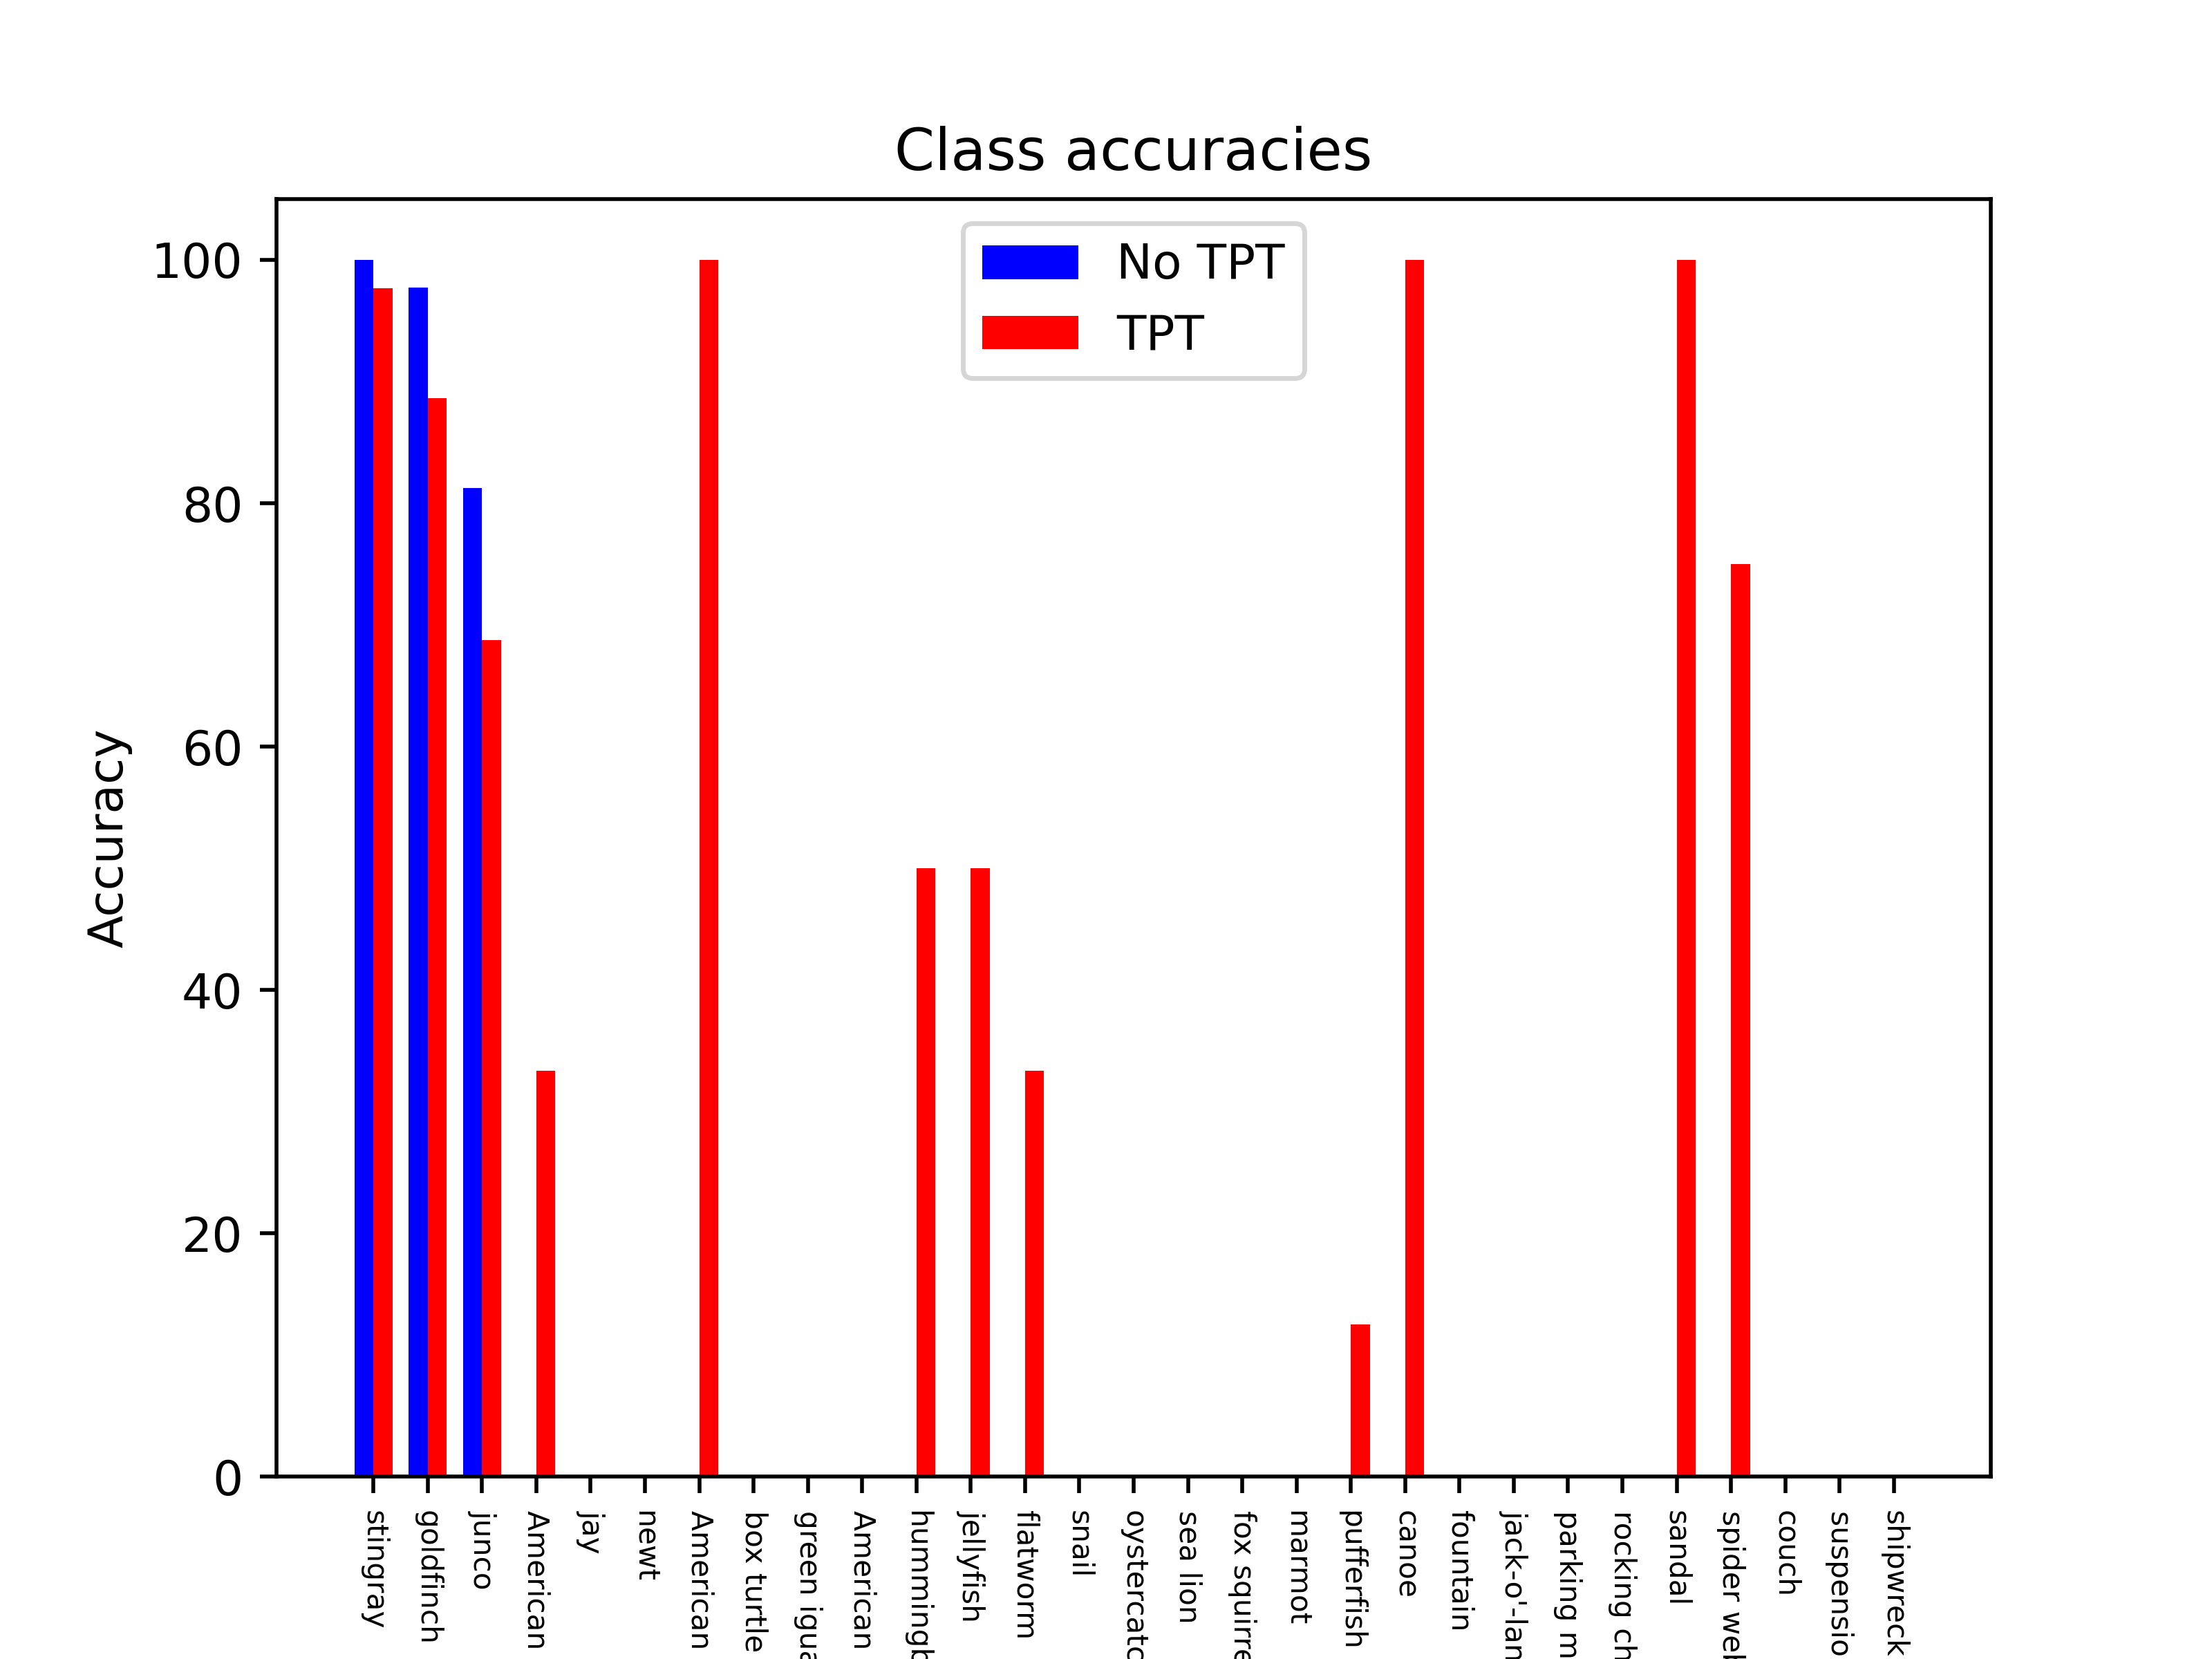 Class accuracies
No TPT
TPT
Accuracy
100
80
60
40
20
0
stingray
goldfinch
junco
American
jay
newt
American
box turtle
green igua
American
hummingb
jellyfish
flatworm
snail
oystercatc
sea lion
fox squirre
marmot
pufferfish
canoe
fountain
jack-o'-lan
parking m
rocking ch
sandal
spider we
couch
suspensio
shipwreck